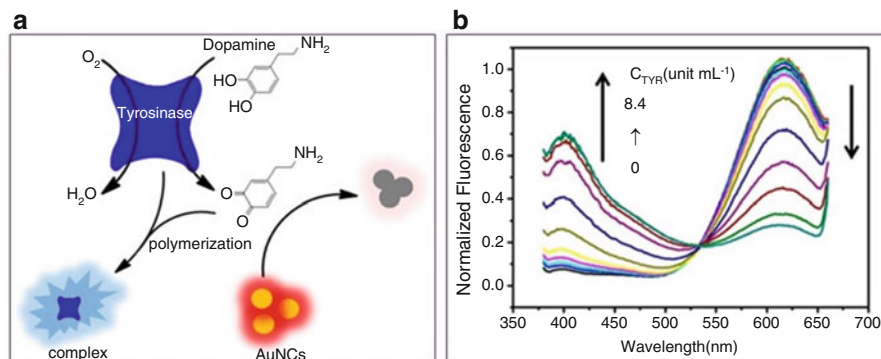 a
O₂
Dopamine
NH₂
HO
HO
Tyrosinase
H₂O
NH₂
O
O
polymerization
complex
AuNCs
b
Normalized Fluorescence
1.0
0.8
0.6
0.4
0.2
0.0
C_TYR(unit mL⁻¹)
8.4
↑
0
350 400 450 500 550 600 650 700
Wavelength(nm)